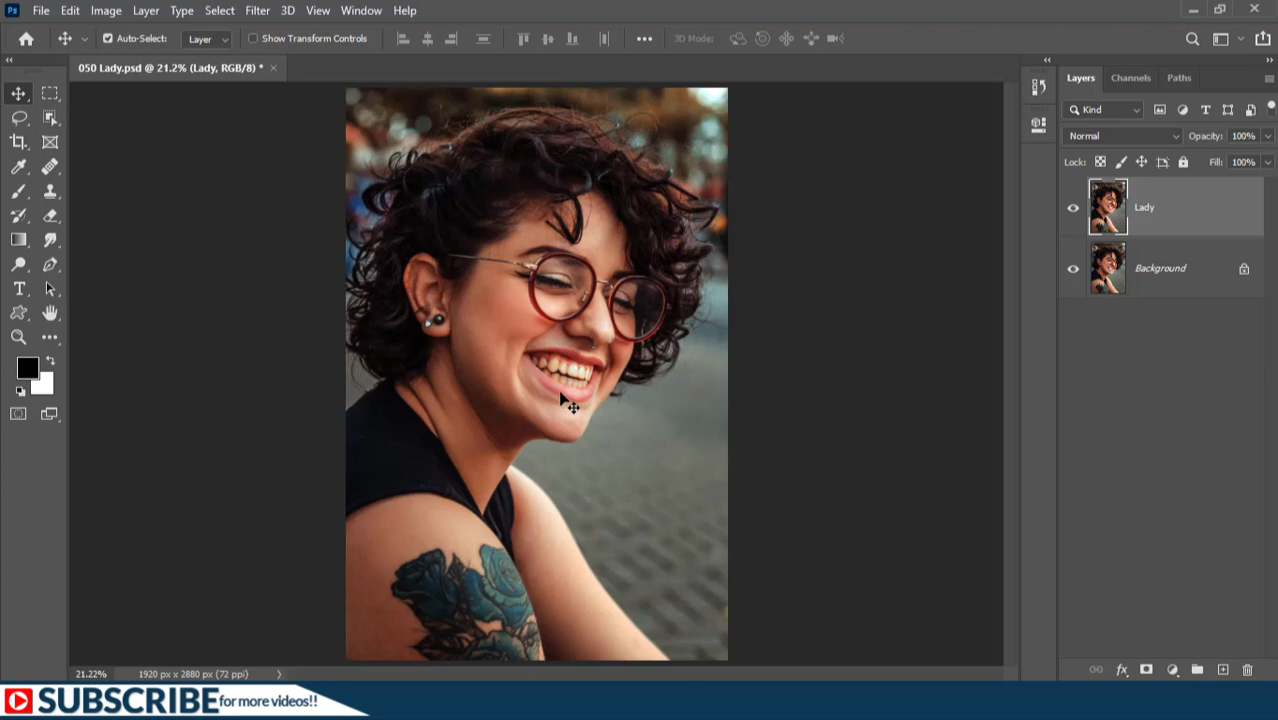 Ps File Edit Image Layer Type Select Filter 3D View Window Help
Auto-Select: Layer Show Transform Controls 3D Mode:
050 Lady.psd @ 21.2% (Lady, RGB/8) *
Layers Channels Paths
Kind
Normal Opacity: 100%
Lock: Fill: 100%
Lady
Background
21.22% 1920 px x 2880 px (72 ppi)
SUBSCRIBE for more videos!!